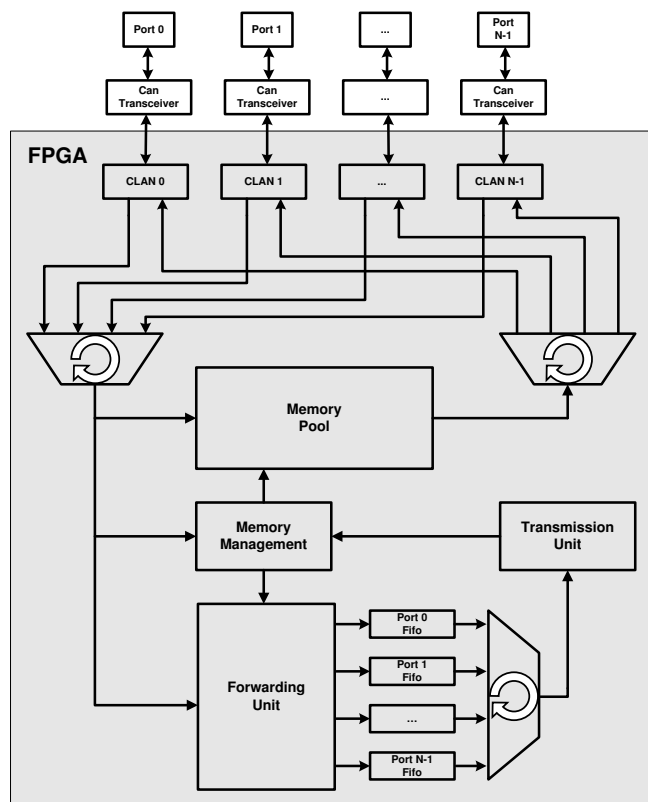 Port 0
Port 1
...
Port
N-1
Can
Transceiver
Can
Transceiver
...
Can
Transceiver
FPGA
CLAN 0
CLAN 1
...
CLAN N-1
Memory
Pool
Memory
Management
Transmission
Unit
Forwarding
Unit
Port 0
Fifo
Port 1
Fifo
...
Port N-1
Fifo